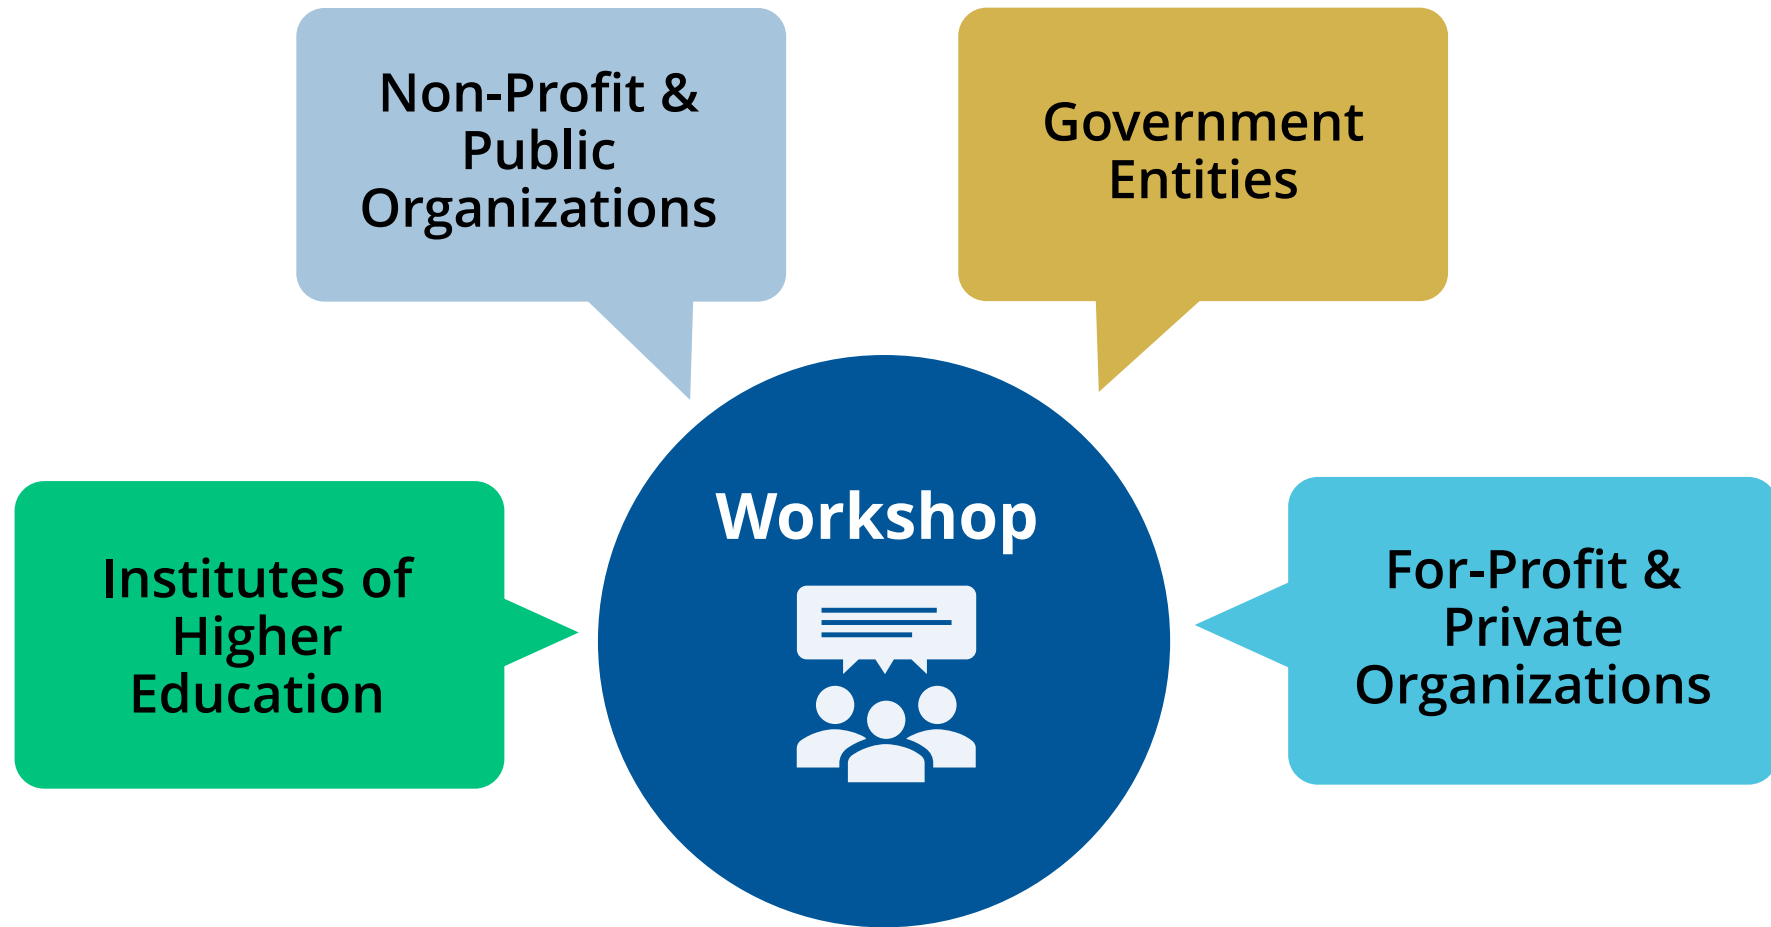 Non-Profit &
Public
Organizations
Government
Entities
Institutes of
Higher
Education
Workshop
For-Profit &
Private
Organizations